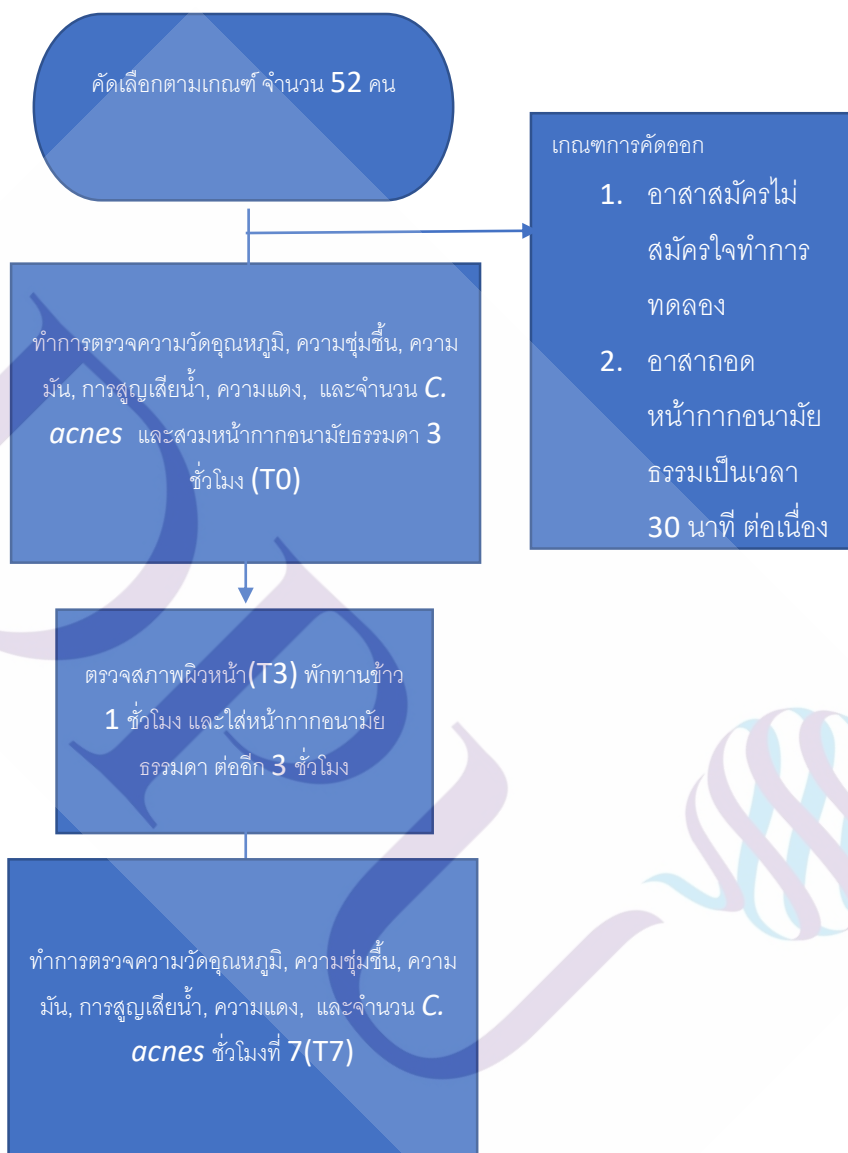 คัดเลือกตามเกณฑ์ จำนวน 52 คน
เกณฑการคัดออก
1. อาสาสมัครไม่
สมัครใจทำการ
ทดลอง
2. อาสาถอด
หน้ากากอนามัย
ธรรมเป็นเวลา
30 นาที ต่อเนื่อง
ทำการตรวจความวัดอุณหภูมิ, ความชุ่มชื้น, ความ
มัน, การสูญเสียน้ำ, ความแดง, และจำนวน C.
acnes และสวมหน้ากากอนามัยธรรมดา 3
ชั่วโมง (T0)
ตรวจสภาพผิวหน้า(T3) พักทานข้าว
1 ชั่วโมง และใส่หน้ากากอนามัย
ธรรมดา ต่ออีก 3 ชั่วโมง
ทำการตรวจความวัดอุณหภูมิ, ความชุ่มชื้น, ความ
มัน, การสูญเสียน้ำ, ความแดง, และจำนวน C.
acnes ชั่วโมงที่ 7(T7)